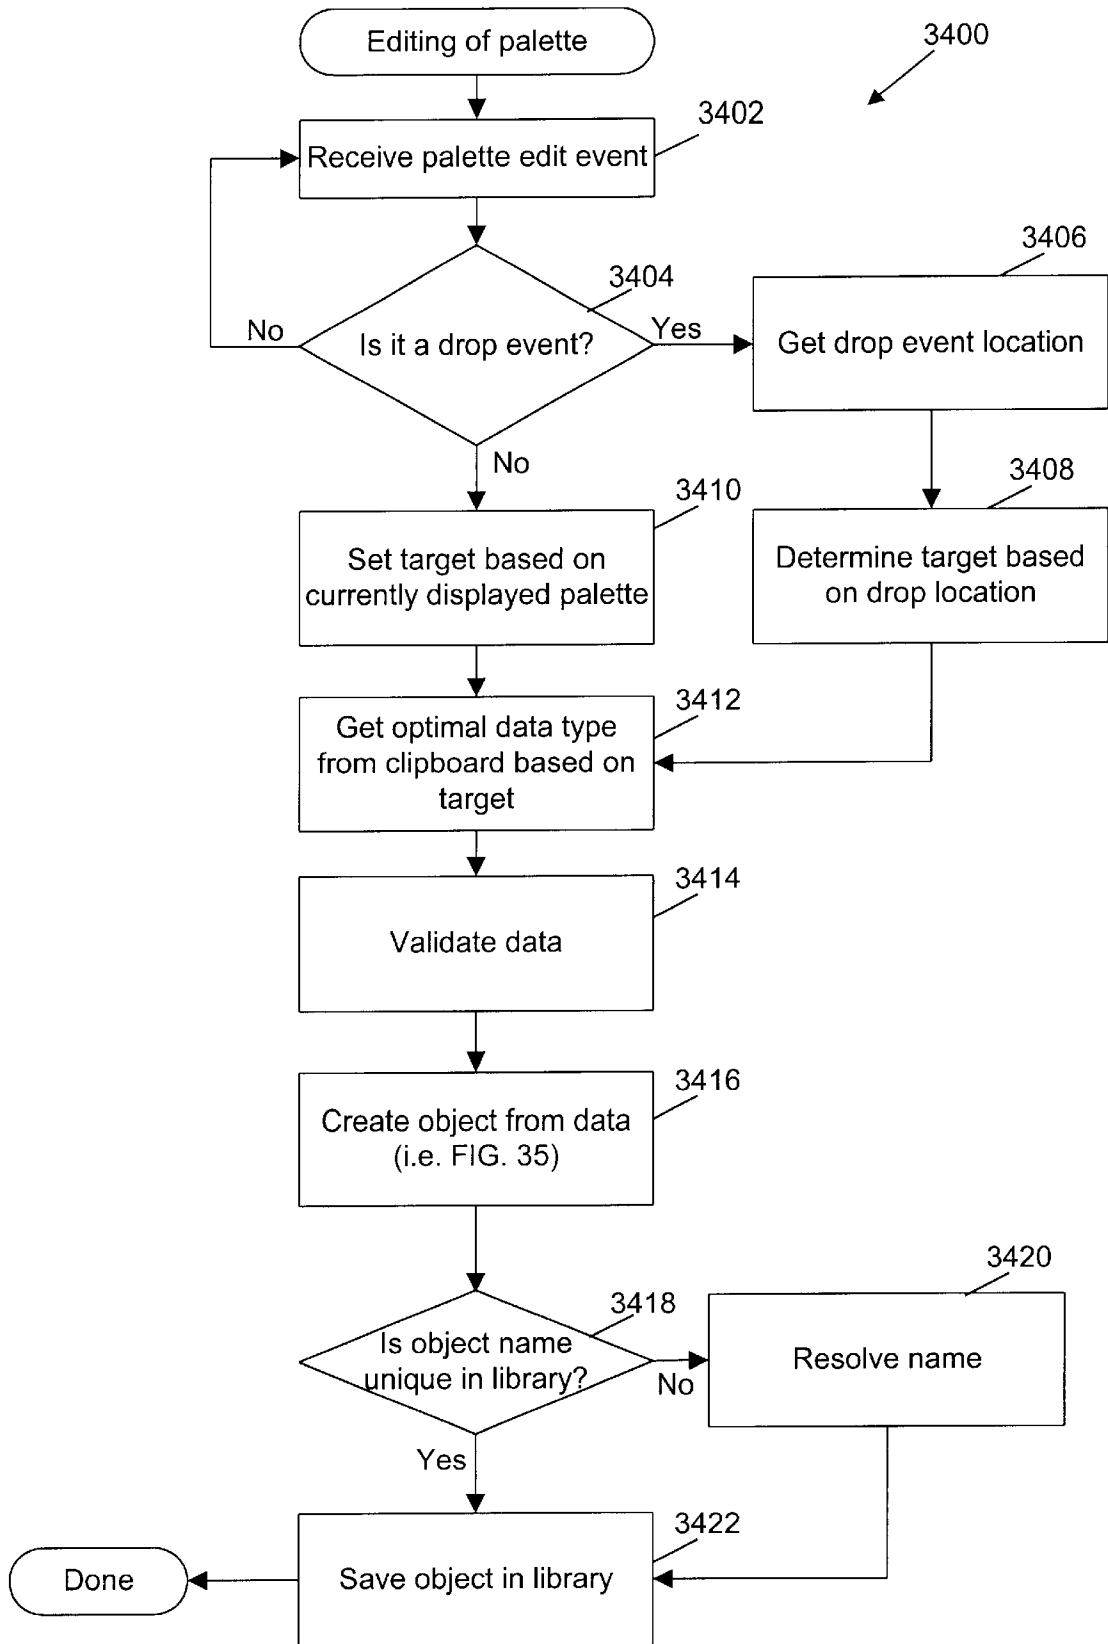 Editing of palette
3400
3402
Receive palette edit event
3404
Is it a drop event?
No
Yes
3406
Get drop event location
No
3408
Determine target based
on drop location
3410
Set target based on
currently displayed palette
3412
Get optimal data type
from clipboard based on
target
3414
Validate data
3416
Create object from data
(i.e. FIG. 35)
3418
Is object name
unique in library?
No
3420
Resolve name
Yes
3422
Save object in library
Done